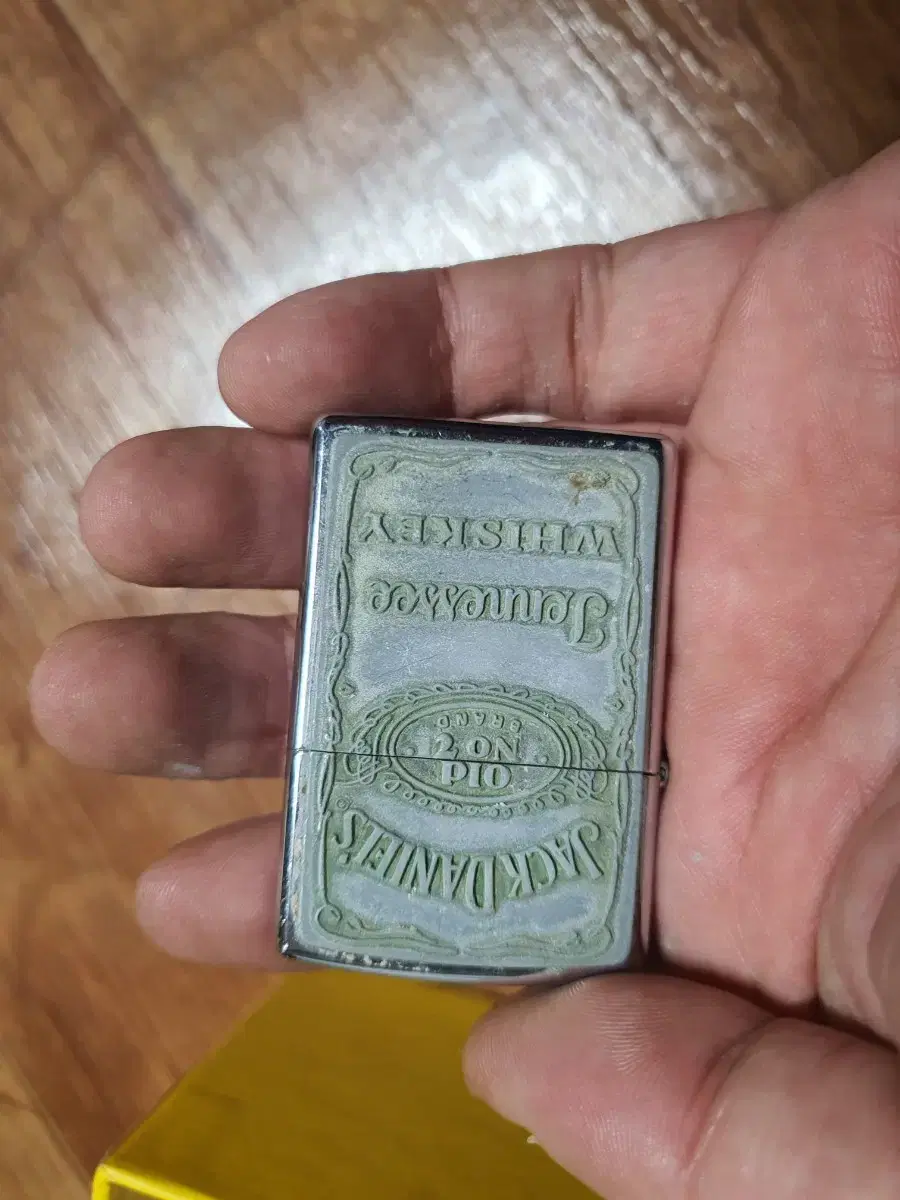 JACK DANIEL'S
Old
NO 7
BRAND
Tennessee
WHISKEY